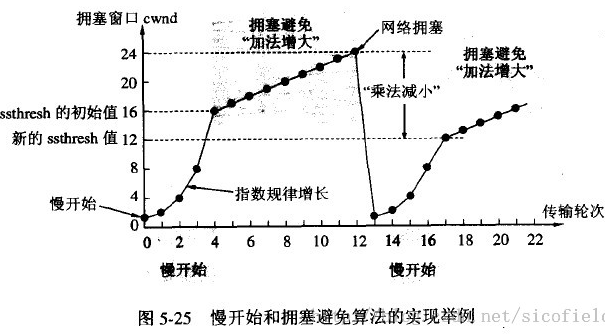 拥塞窗口 cwnd
拥塞避免
“加法增大”
网络拥塞
拥塞避免
“加法增大”
24
20
ssthresh 的初始值 16
“乘法减小”
新的 ssthresh 值 12
8
4
指数规律增长
慢开始
0
传输轮次
0 2 4 6 8 10 12 14 16 18 20 22
慢开始
慢开始
图 5-25 慢开始和拥塞避免算法的实现举例
net/sicofield